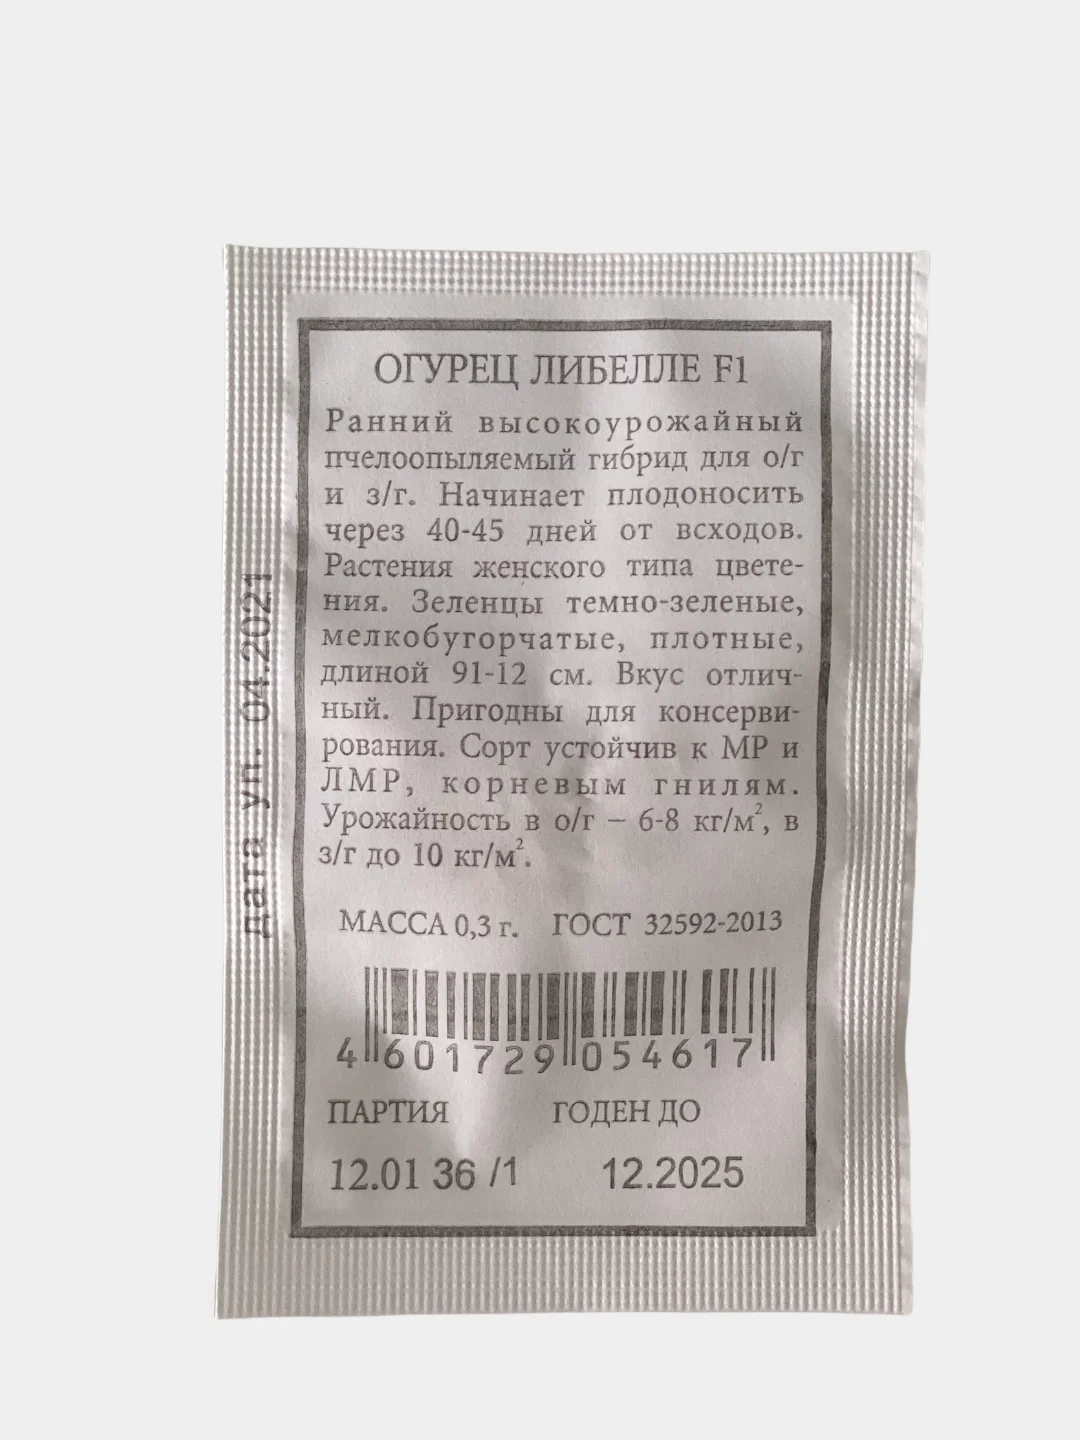 ОГУРЕЦ ЛИБЕЛЛЕ F1
Ранний высокоурожайный
пчелоопыляемый гибрид для о/г
и з/г. Начинает плодоносить
через 40-45 дней от всходов.
Растения женского типа цвете-
ния. Зеленцы темно-зеленые,
мелкобугорчатые, плотные,
длиной 91-12 см. Вкус отлич-
ный. Пригодны для консерви-
рования. Сорт устойчив к МР и
ЛМР, корневым гнилям.
Урожайность в о/г – 6-8 кг/м², в
з/г до 10 кг/м².
МАССА 0,3 г. ГОСТ 32592-2013
4 601729 054617
ПАРТИЯ ГОДЕН ДО
12.01 36 /1 12.2025
дата уп. 04.2021